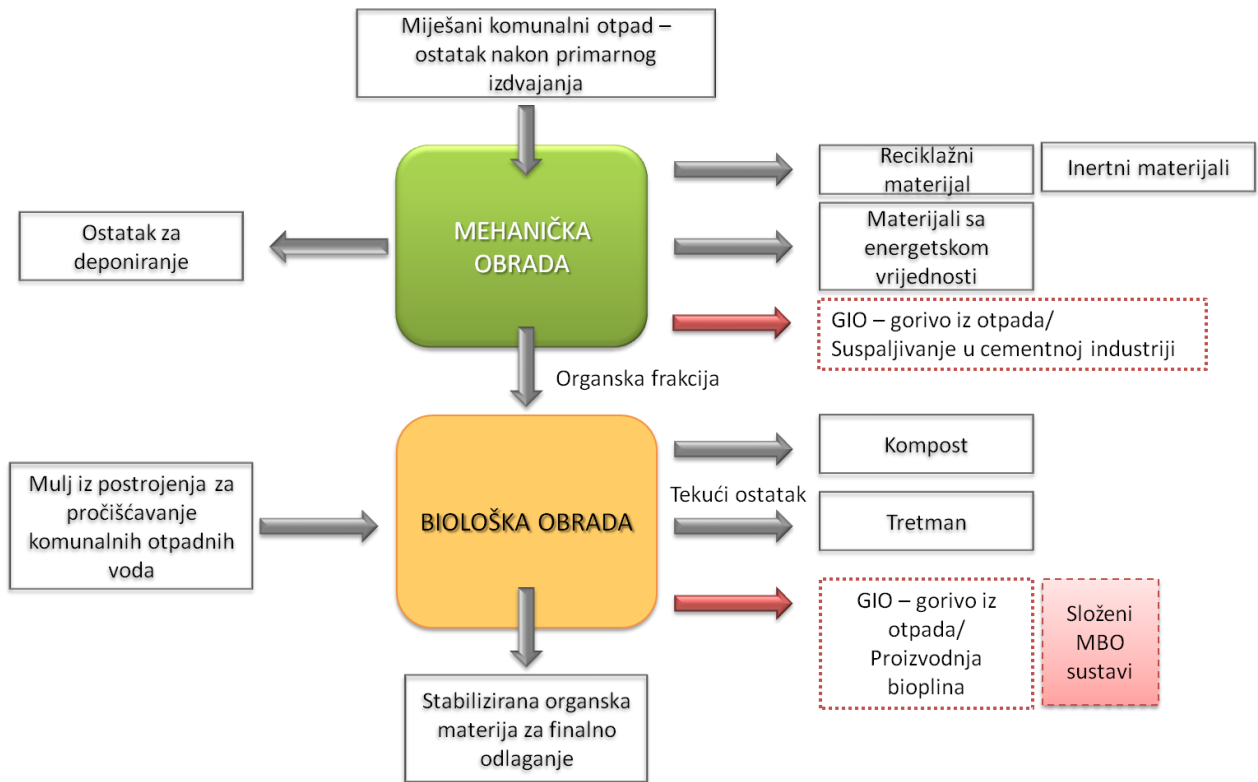 Miješani komunalni otpad –
ostatak nakon primarnog
izdvajanja
Reciklažni
materijal
Inertni materijali
Ostatak za
deponiranje
MEHANIČKA
OBRADA
Materijali sa
energetskom
vrijednosti
GIO – gorivo iz otpada/
Suspaljivanje u cementnoj industriji
Organska frakcija
Mulj iz postrojenja za
pročišćavanje
komunalnih otpadnih
voda
BIOLOŠKA OBRADA
Kompost
Tekući ostatak
Tretman
GIO – gorivo iz
otpada/
Proizvodnja
bioplina
Složeni
MBO
sustavi
Stabilizirana organska
materija za finalno
odlaganje